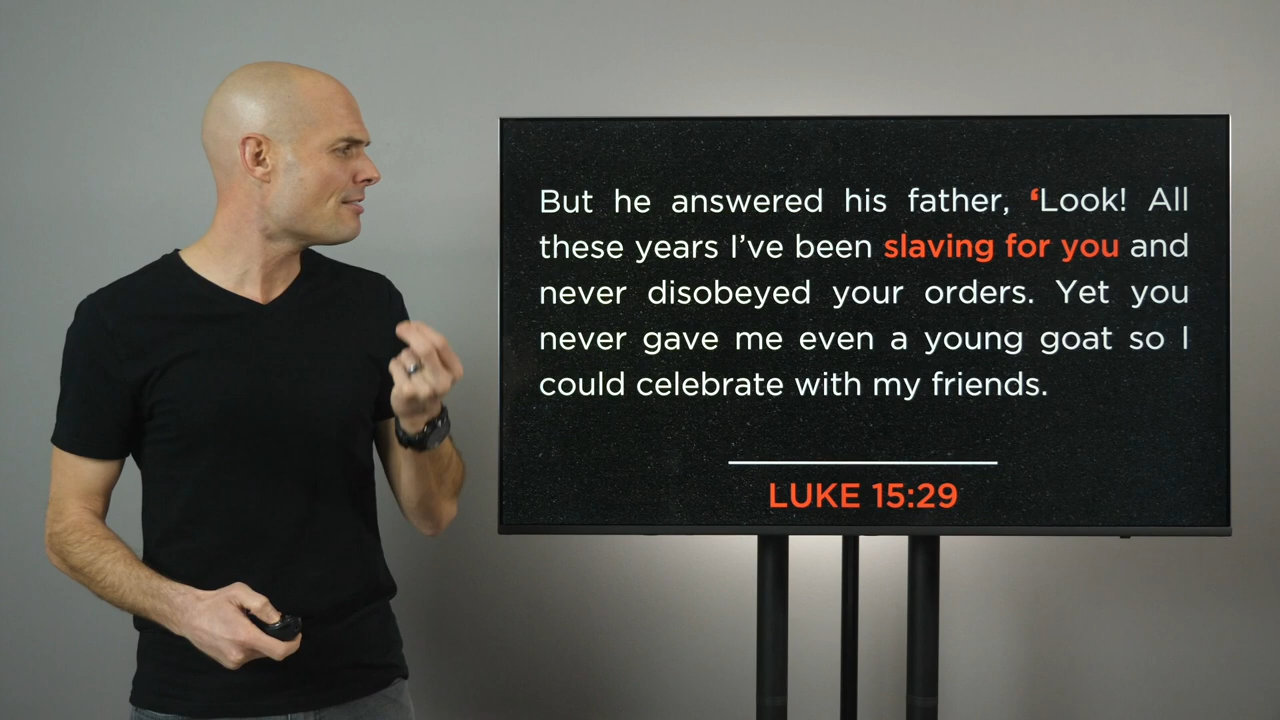 But he answered his father, ‘Look! All
these years I’ve been slaving for you and
never disobeyed your orders. Yet you
never gave me even a young goat so I
could celebrate with my friends.
LUKE 15:29